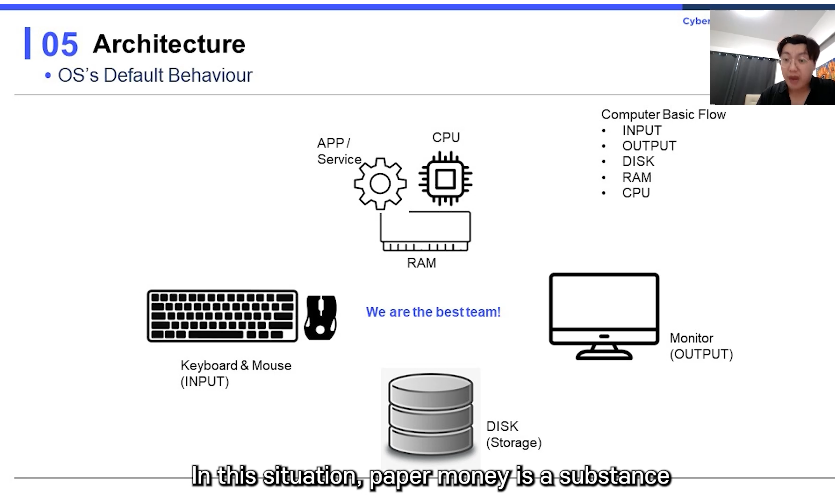 Cyber
05 Architecture
• OS's Default Behaviour
Computer Basic Flow
• INPUT
• OUTPUT
• DISK
• RAM
• CPU
APP /
Service
CPU
RAM
We are the best team!
Keyboard & Mouse
(INPUT)
Monitor
(OUTPUT)
DISK
(Storage)
In this situation, paper money is a substance